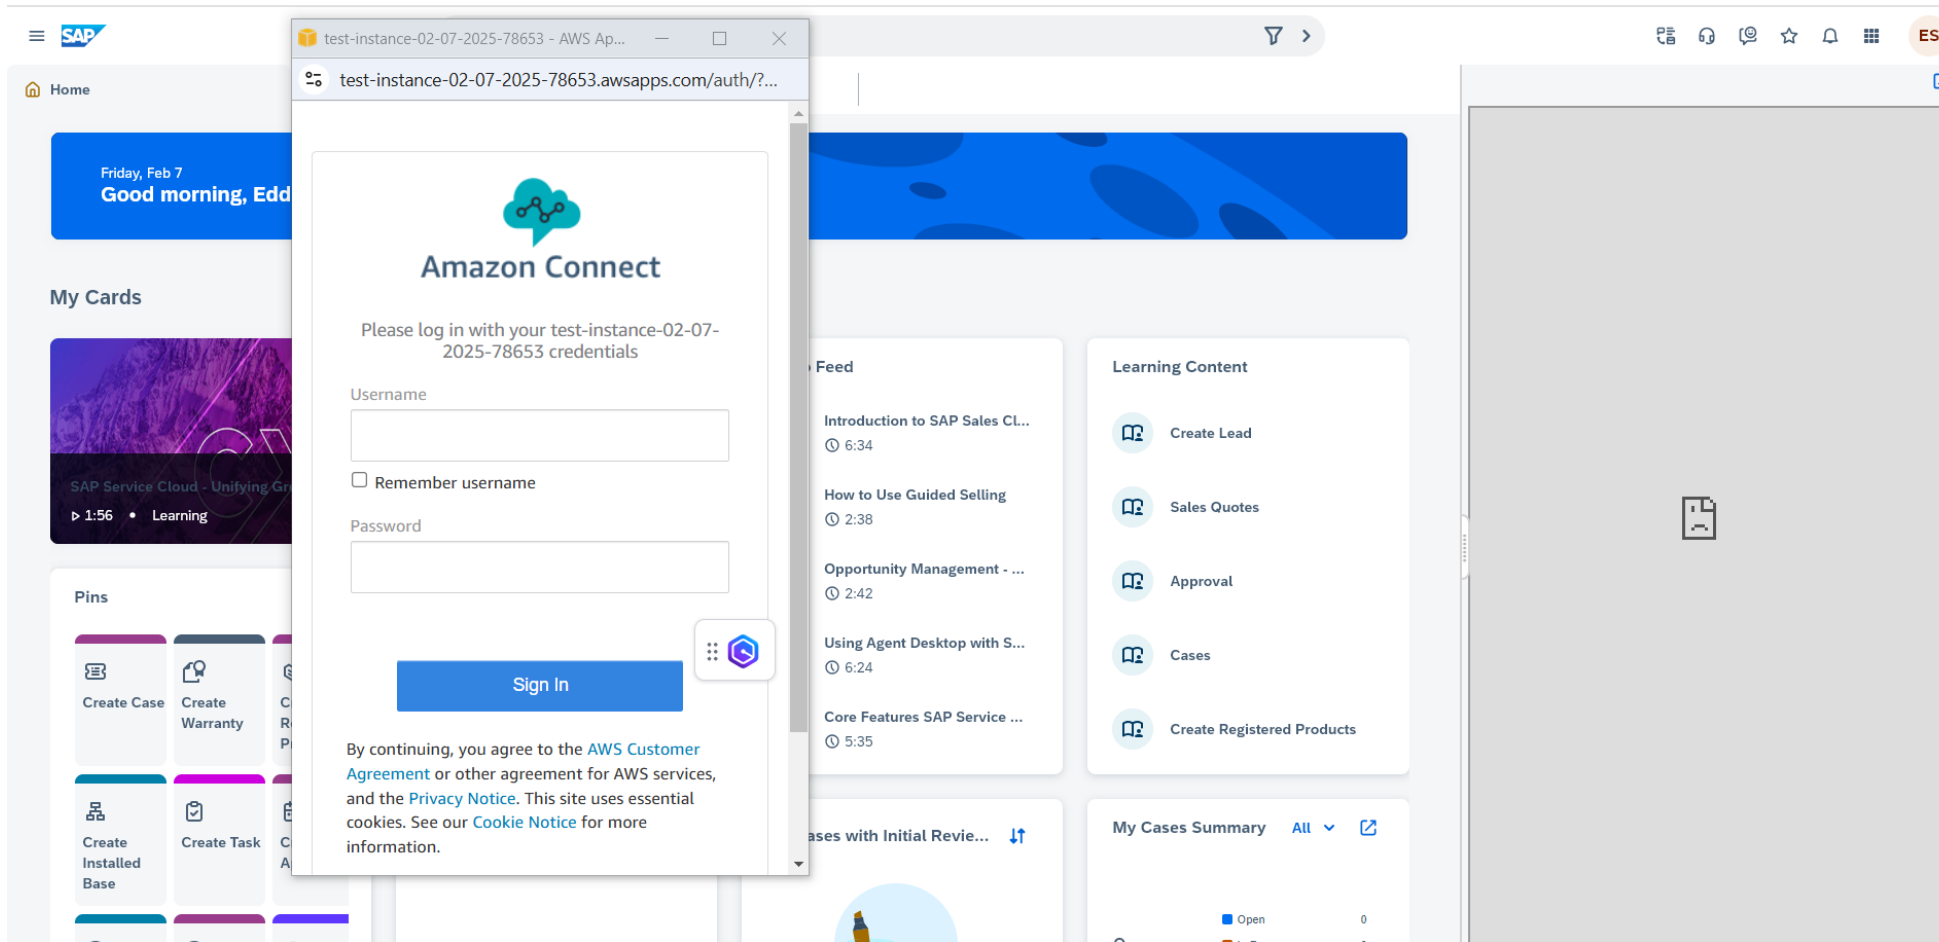 SAP
ES
Home
Friday, Feb 7
Good morning, Edd
My Cards
SAP Service Cloud - Unifying Gr
1:56 • Learning
Pins
Create Case
Create
Warranty
Create
Installed
Base
Create Task
test-instance-02-07-2025-78653 - AWS Ap...
test-instance-02-07-2025-78653.awsapps.com/auth/?...
Amazon Connect
Please log in with your test-instance-02-07-
2025-78653 credentials
Username
Remember username
Password
Sign In
By continuing, you agree to the AWS Customer
Agreement or other agreement for AWS services,
and the Privacy Notice. This site uses essential
cookies. See our Cookie Notice for more
information.
Feed
Introduction to SAP Sales Cl...
6:34
How to Use Guided Selling
2:38
Opportunity Management - ...
2:42
Using Agent Desktop with S...
6:24
Core Features SAP Service ...
5:35
Learning Content
Create Lead
Sales Quotes
Approval
Cases
Create Registered Products
ases with Initial Revie...
My Cases Summary All
Open 0